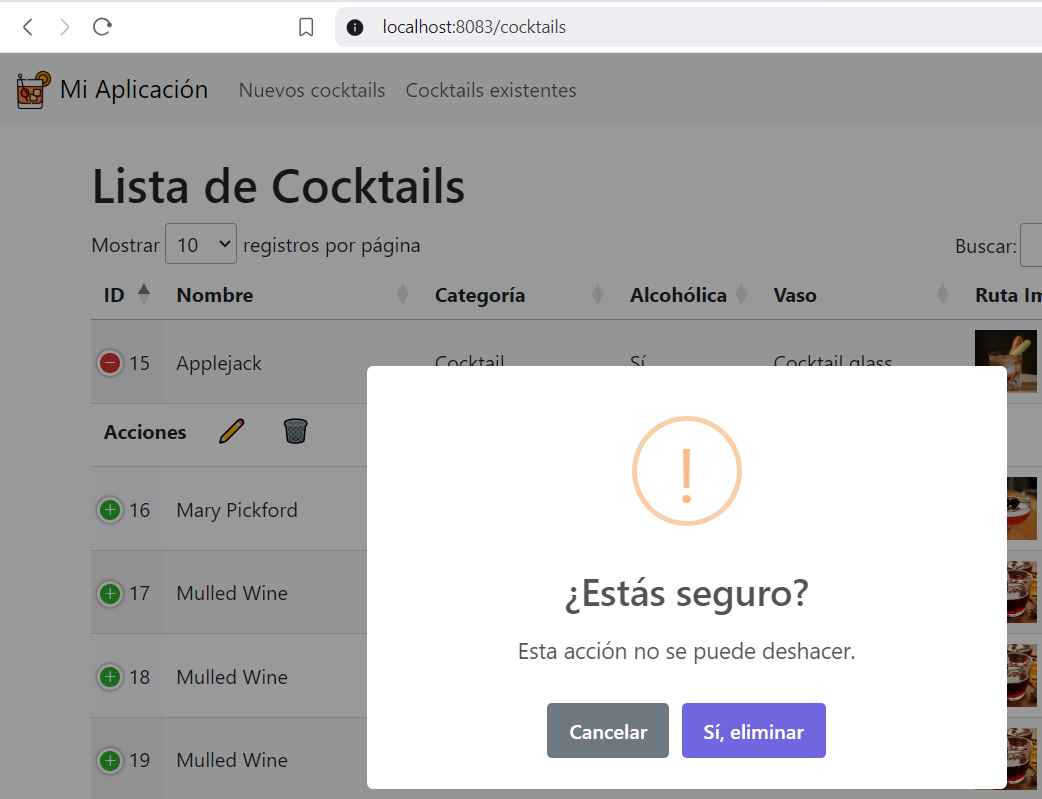 localhost:8083/cocktails
Mi Aplicación Nuevos cocktails Cocktails existentes
Lista de Cocktails
Mostrar 10 registros por página Buscar:
ID Nombre Categoría Alcohólica Vaso Ruta
15 Applejack Cocktail Sí Cocktail glass
Acciones
16 Mary Pickford
17 Mulled Wine
18 Mulled Wine
19 Mulled Wine
¿Estás seguro?
Esta acción no se puede deshacer.
Cancelar Sí, eliminar